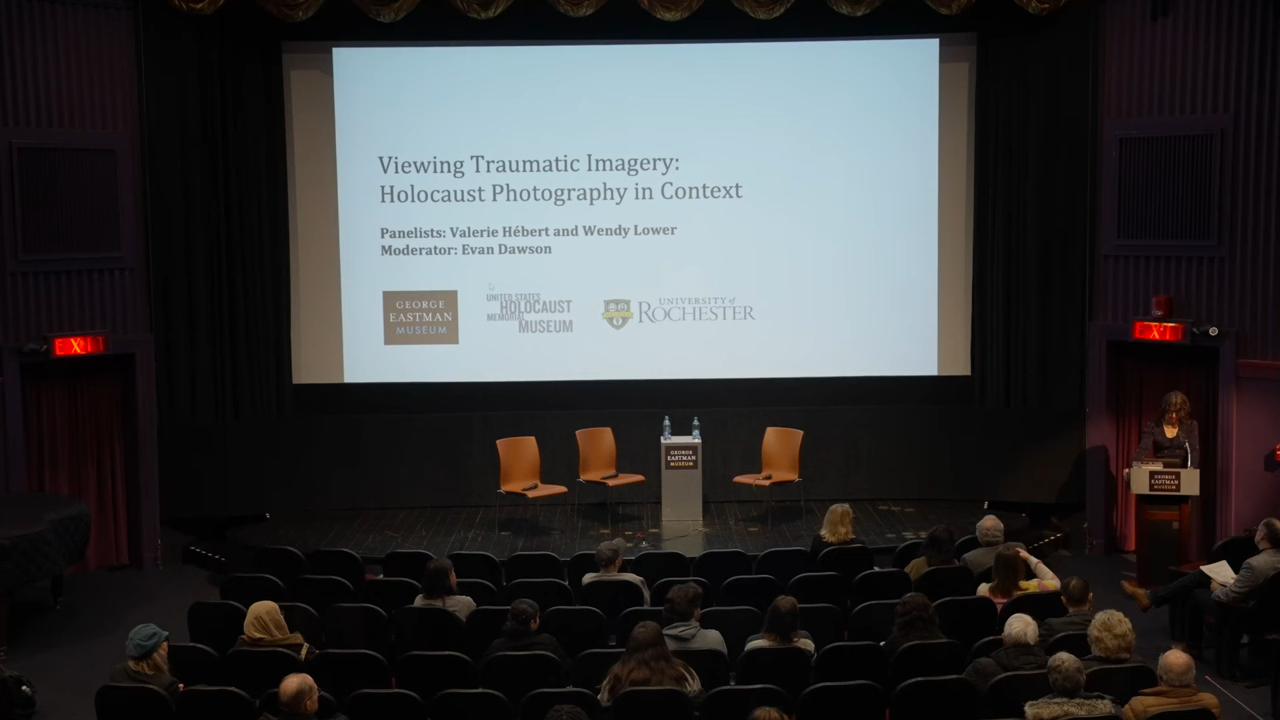 Viewing Traumatic Imagery:
Holocaust Photography in Context
Panelists: Valerie Hébert and Wendy Lower
Moderator: Evan Dawson
GEORGE
EASTMAN
MUSEUM
UNITED STATES
HOLOCAUST
MEMORIAL
MUSEUM
UNIVERSITY of
ROCHESTER
EXIT
EXIT
GEORGE
EASTMAN
MUSEUM
GEORGE
EASTMAN
MUSEUM